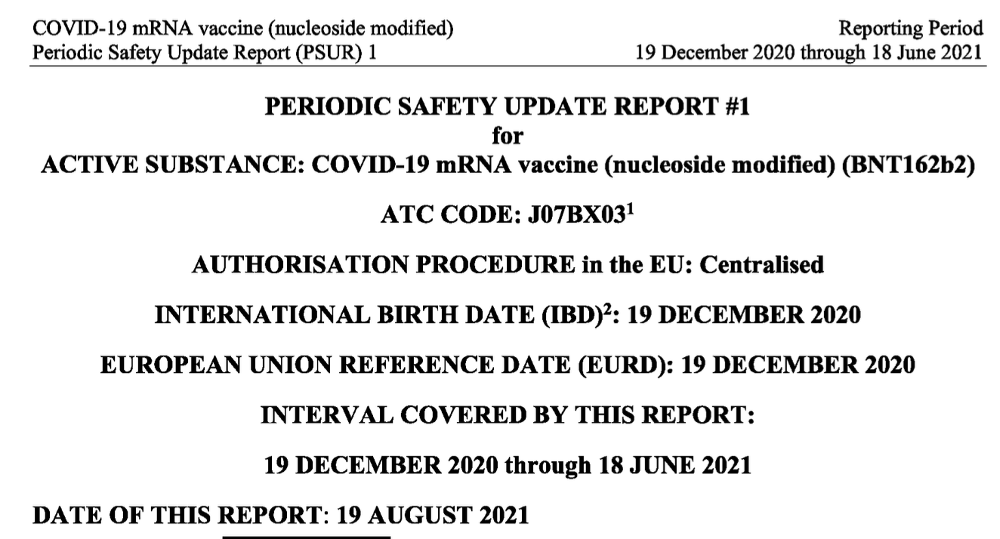 COVID-19 mRNA vaccine (nucleoside modified)
Reporting Period
Periodic Safety Update Report (PSUR) 1
19 December 2020 through 18 June 2021
PERIODIC SAFETY UPDATE REPORT #1
for
ACTIVE SUBSTANCE: COVID-19 mRNA vaccine (nucleoside modified) (BNT162b2)
ATC CODE: J07BX03¹
AUTHORISATION PROCEDURE in the EU: Centralised
INTERNATIONAL BIRTH DATE (IBD)²: 19 DECEMBER 2020
EUROPEAN UNION REFERENCE DATE (EURD): 19 DECEMBER 2020
INTERVAL COVERED BY THIS REPORT:
19 DECEMBER 2020 through 18 JUNE 2021
DATE OF THIS REPORT: 19 AUGUST 2021